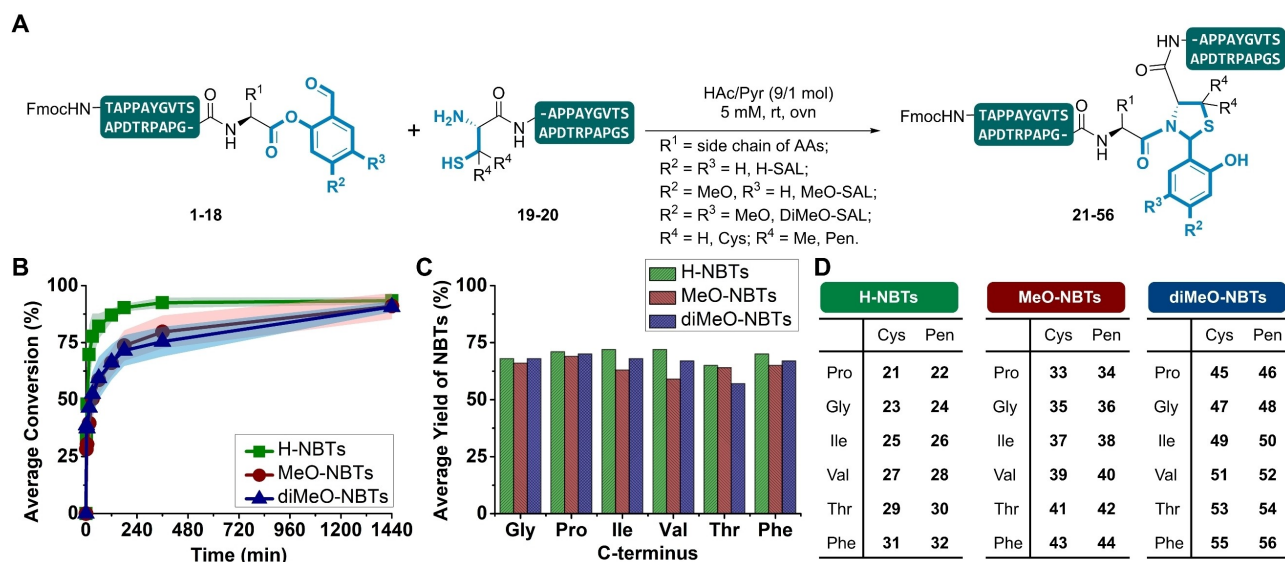 A
FmocHN
TAPPAYGVTS
APDTRPAPG-
O
N
H
R1
O
O
O
R3
R2
1-18
+
H2N
O
N
H
-APPAYGVTS
APDTRPAPGS
HS
R4
R4
19-20
HAc/Pyr (9/1 mol)
5 mM, rt, ovn
R1 = side chain of AAs;
R2 = R3 = H, H-SAL;
R2 = MeO, R3 = H, MeO-SAL;
R2 = R3 = MeO, DiMeO-SAL;
R4 = H, Cys; R4 = Me, Pen.
HN
-APPAYGVTS
APDTRPAPGS
O
R4
R4
FmocHN
TAPPAYGVTS
APDTRPAPG-
O
N
H
R1
O
N
S
OH
R3
R2
21-56
B
Average Conversion (%)
100
75
50
25
0
0 240 480 720 960 1200 1440
Time (min)
H-NBTs
MeO-NBTs
diMeO-NBTs
C
Average Yield of NBTs (%)
100
75
50
25
0
Gly Pro Ile Val Thr Phe
C-terminus
H-NBTs
MeO-NBTs
diMeO-NBTs
D
H-NBTs
Cys Pen
Pro 21 22
Gly 23 24
Ile 25 26
Val 27 28
Thr 29 30
Phe 31 32
MeO-NBTs
Cys Pen
Pro 33 34
Gly 35 36
Ile 37 38
Val 39 40
Thr 41 42
Phe 43 44
diMeO-NBTs
Cys Pen
Pro 45 46
Gly 47 48
Ile 49 50
Val 51 52
Thr 53 54
Phe 55 56